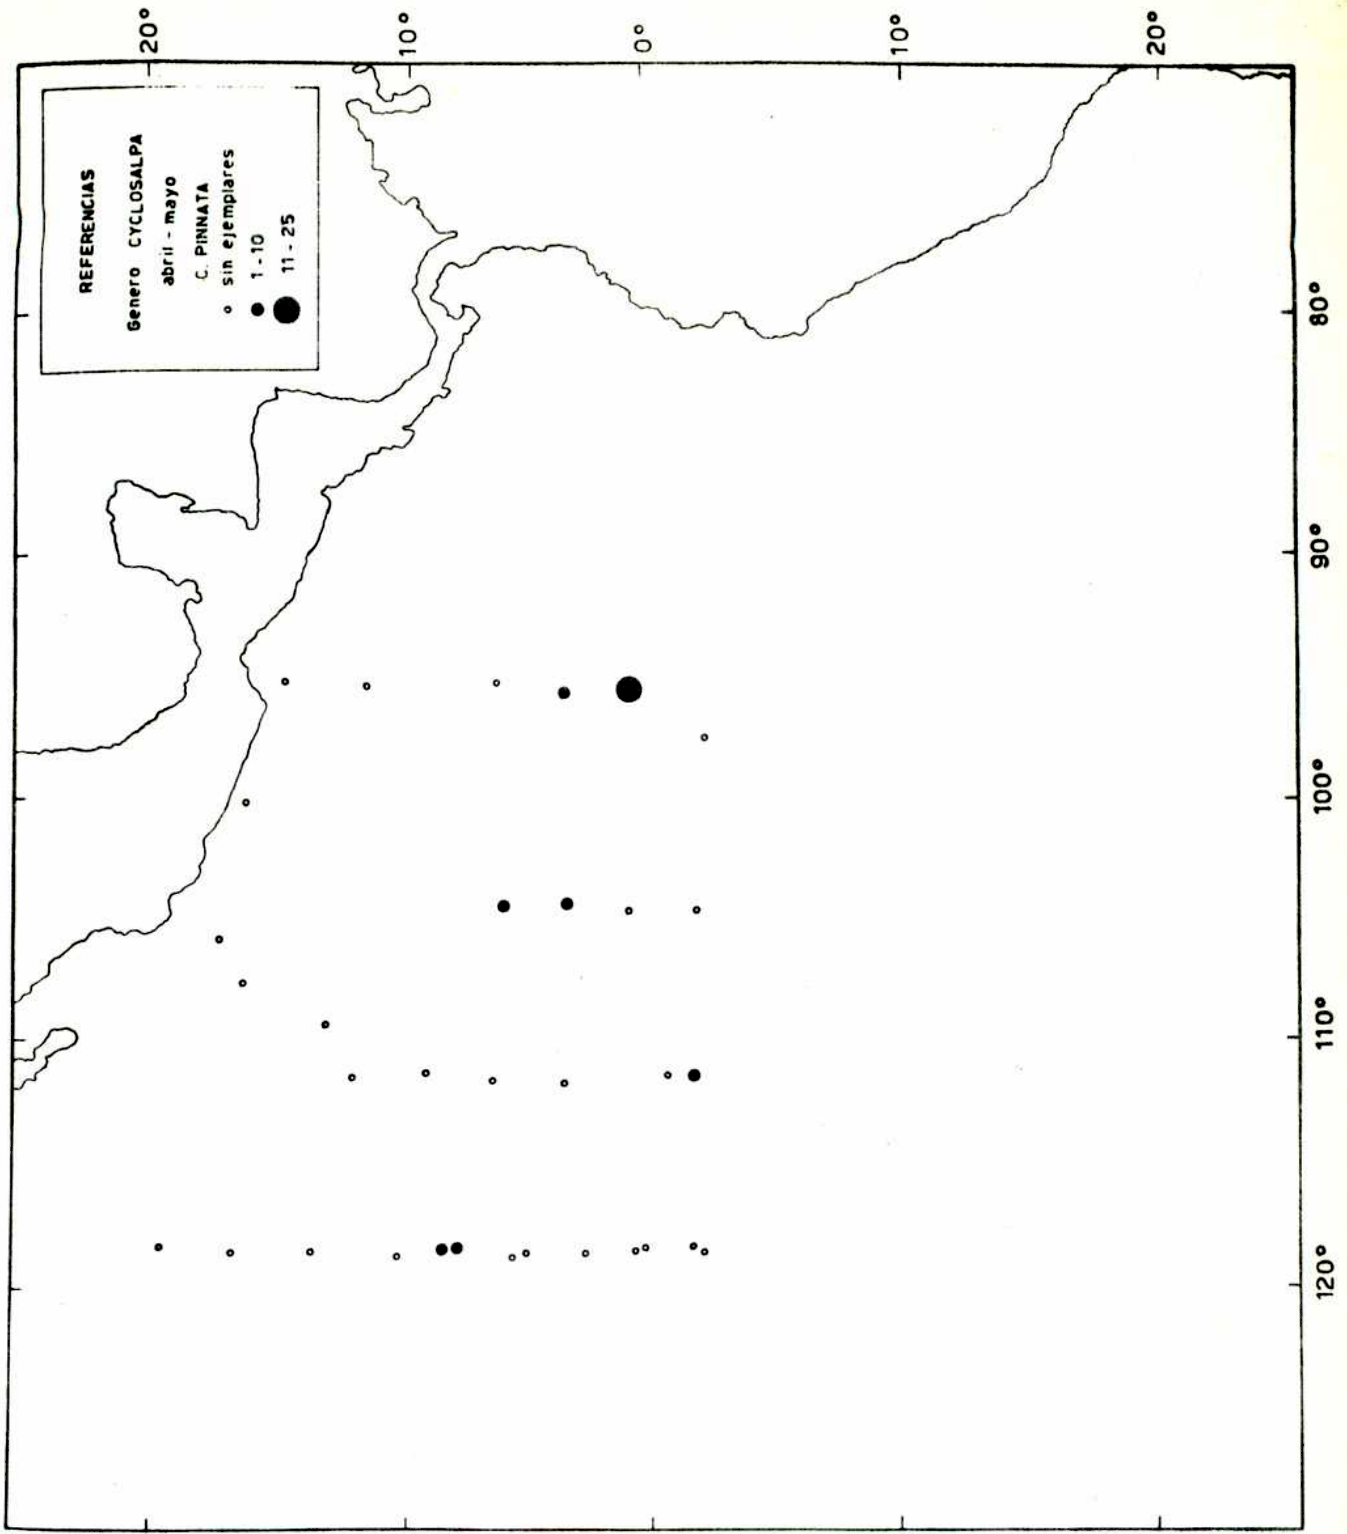 REFERENCIAS
Genero CYCLOSALPA
abril - mayo
C. PINNATA
sin ejemplares
1 - 10
11 - 25
20°
10°
0°
10°
20°
120°
110°
100°
90°
80°